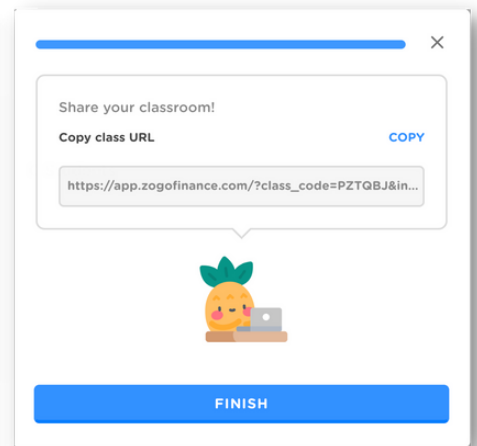 Share your classroom!
Copy class URL COPY
https://app.zogofinance.com/?class_code=PZTQBJ&in...
FINISH